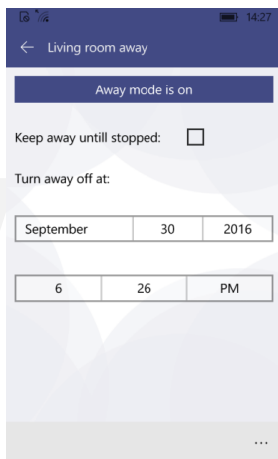 14:27
Living room away
Away mode is on
Keep away untill stopped:
Turn away off at:
September 30 2016
6 26 PM